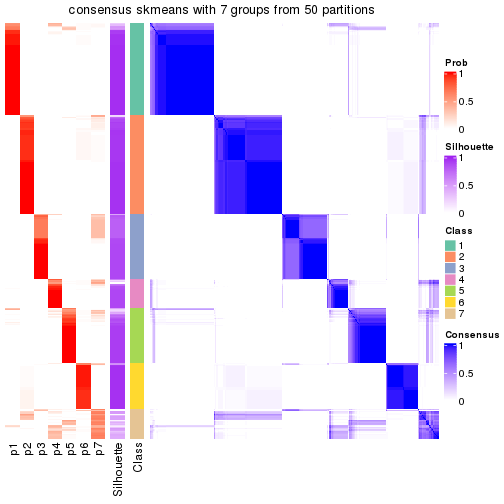 consensus skmeans with 7 groups from 50 partitions
Prob
1
0.5
0
Silhouette
1
0.5
0
Class
1
2
3
4
5
6
7
Consensus
1
0.5
0
p1
p2
p3
p4
p5
p6
p7
Silhouette
Class